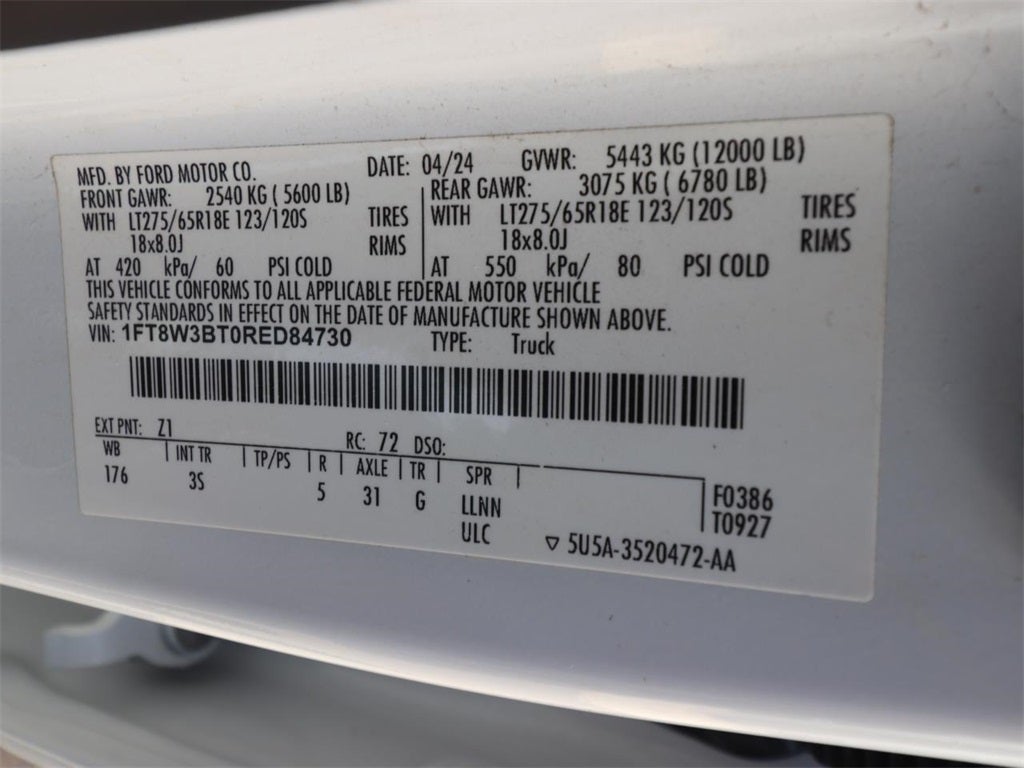 MFD. BY FORD MOTOR CO. DATE: 04/24 GVWR: 5443 KG (12000 LB)
FRONT GAWR: 2540 KG ( 5600 LB) REAR GAWR: 3075 KG ( 6780 LB)
WITH LT275/65R18E 123/120S TIRES WITH LT275/65R18E 123/120S TIRES
18x8.0J RIMS 18x8.0J RIMS
AT 420 kPa/ 60 PSI COLD AT 550 kPa/ 80 PSI COLD
THIS VEHICLE CONFORMS TO ALL APPLICABLE FEDERAL MOTOR VEHICLE
SAFETY STANDARDS IN EFFECT ON THE DATE OF MANUFACTURE SHOWN ABOVE.
VIN: 1FT8W3BT0RED84730 TYPE: Truck
EXT PNT: Z1 RC: 72 DSO:
WB INT TR TP/PS R AXLE TR SPR
176 3S 5 31 G LLNN F0386
ULC T0927
▽ 5U5A-3520472-AA